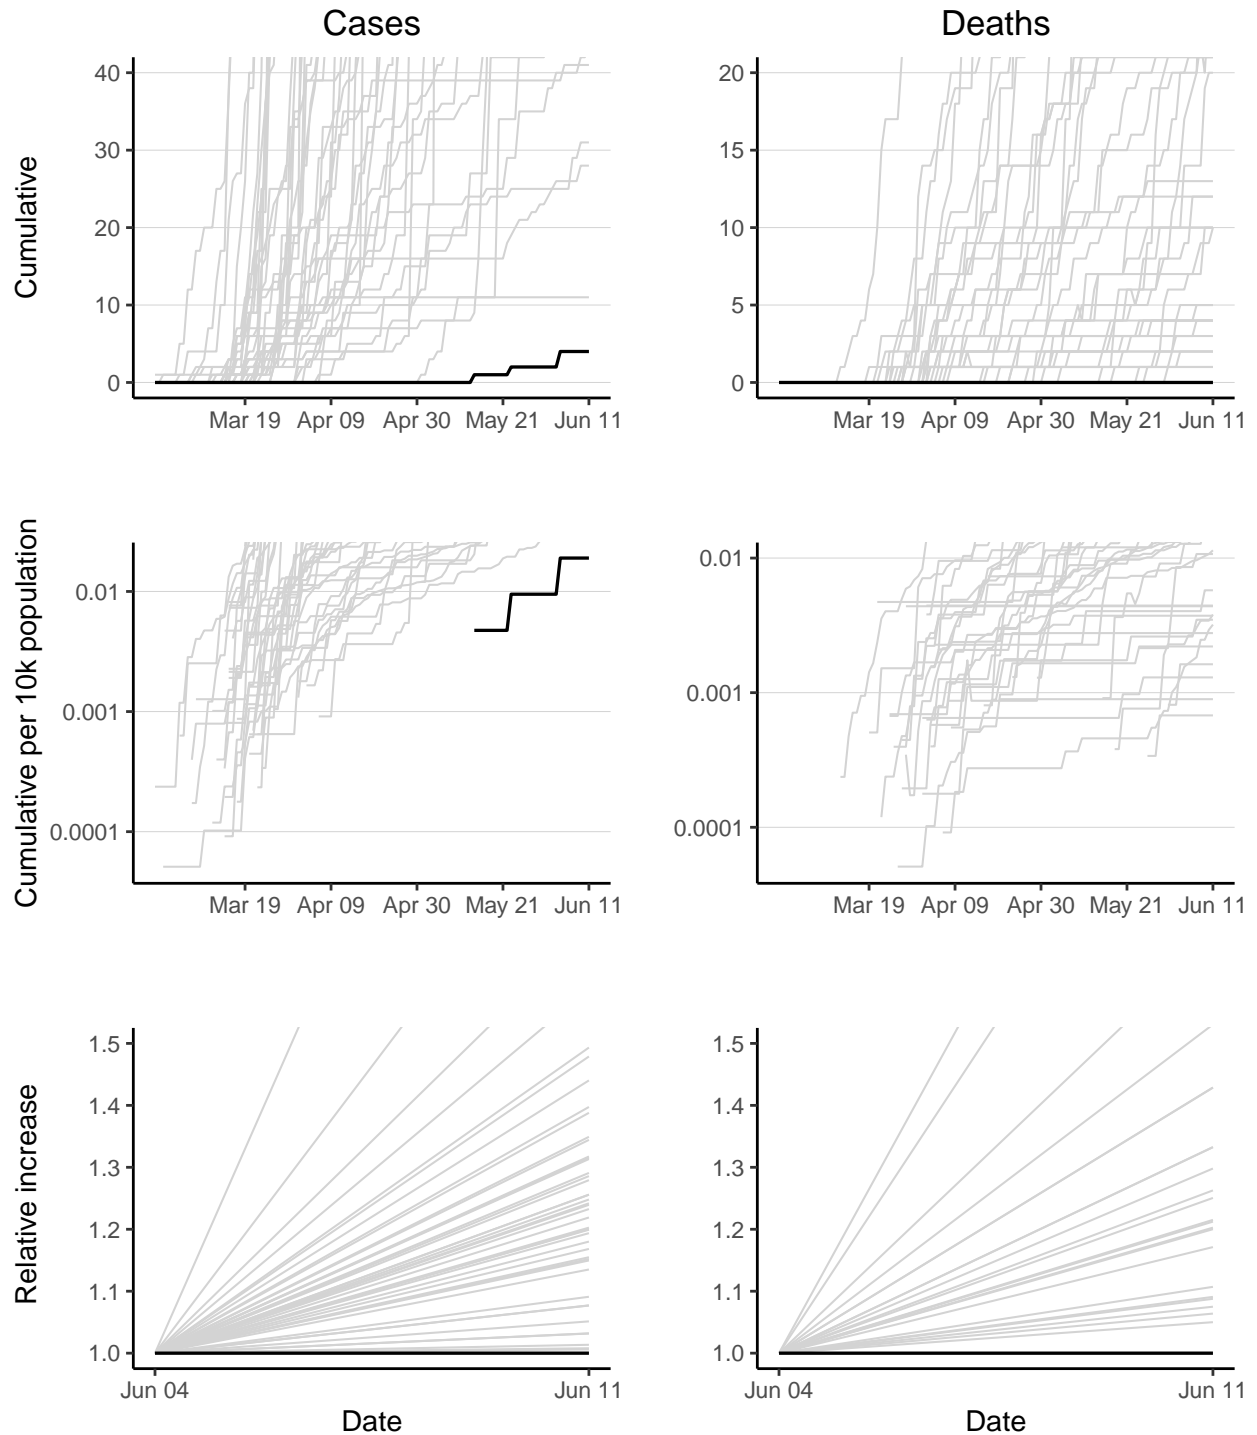 Cases
Deaths
Cumulative
40
30
20
10
0
Mar 19 Apr 09 Apr 30 May 21 Jun 11
20
15
10
5
0
Mar 19 Apr 09 Apr 30 May 21 Jun 11
Cumulative per 10k population
0.01
0.001
0.0001
Mar 19 Apr 09 Apr 30 May 21 Jun 11
0.01
0.001
0.0001
Mar 19 Apr 09 Apr 30 May 21 Jun 11
Relative increase
1.5
1.4
1.3
1.2
1.1
1.0
Jun 04 Jun 11
Date
1.5
1.4
1.3
1.2
1.1
1.0
Jun 04 Jun 11
Date